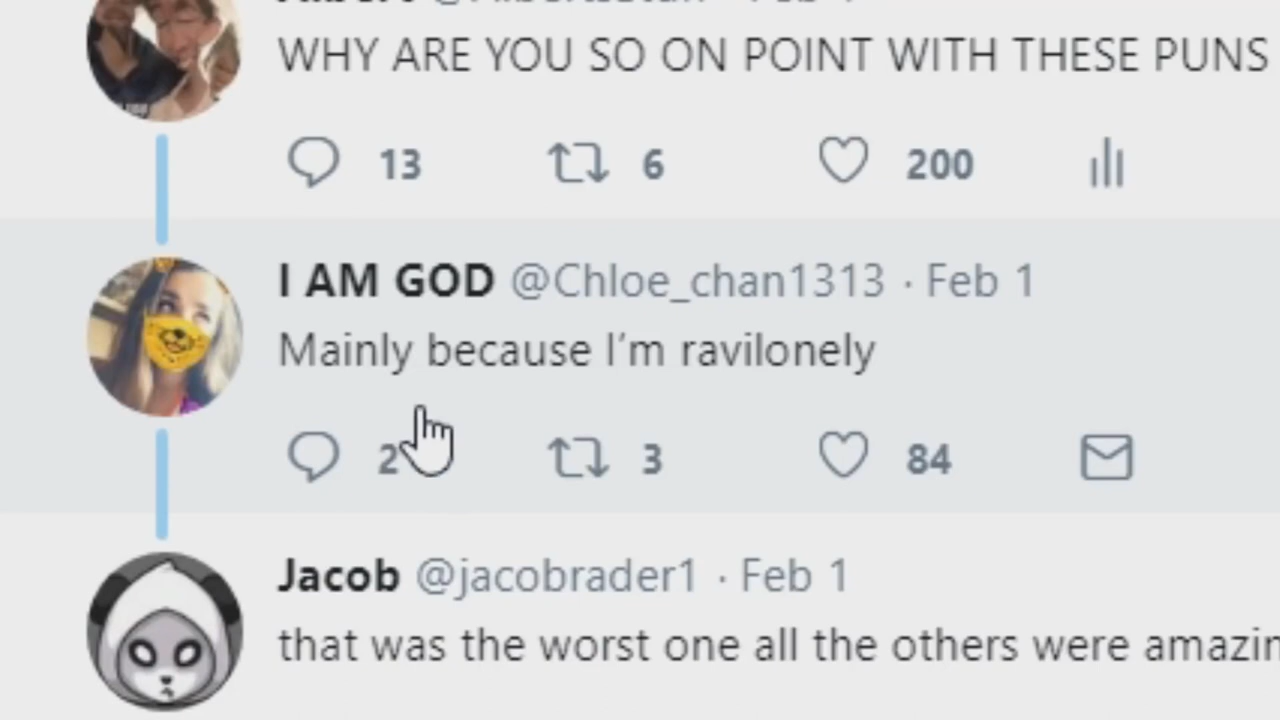 WHY ARE YOU SO ON POINT WITH THESE PUNS
13 6 200
I AM GOD @Chloe_chan1313 · Feb 1
Mainly because I'm ravilonely
2 3 84
Jacob @jacobrader1 · Feb 1
that was the worst one all the others were amazin